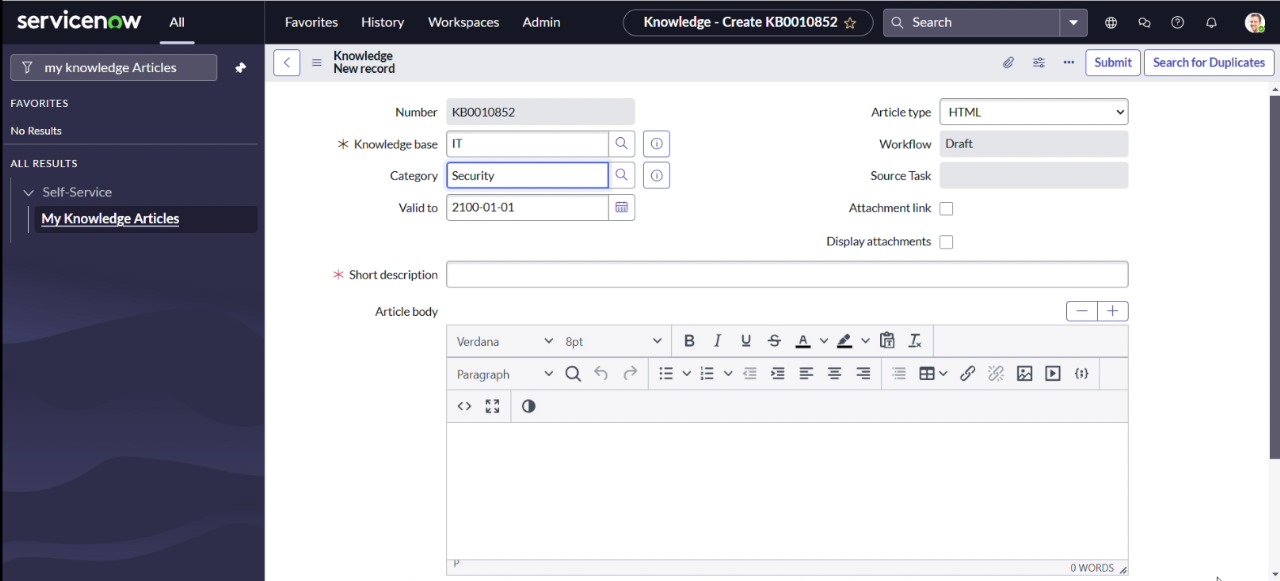 servicenow All Favorites History Workspaces Admin Knowledge - Create KB0010852 Search
my knowledge Articles
FAVORITES
No Results
ALL RESULTS
Self-Service
My Knowledge Articles
Knowledge
New record
Submit Search for Duplicates
Number KB0010852
Knowledge base IT
Category Security
Valid to 2100-01-01
Article type HTML
Workflow Draft
Source Task
Attachment link
Display attachments
Short description
Article body
Verdana 8pt
Paragraph
P 0 WORDS